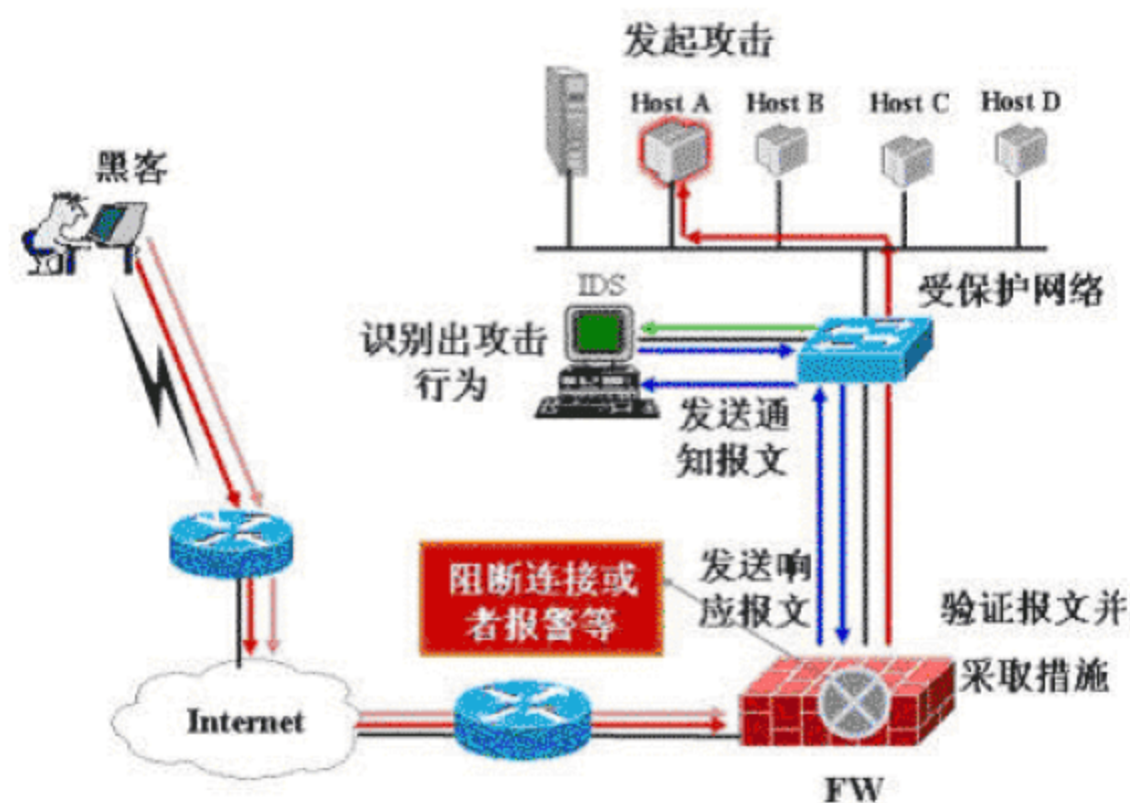 发起攻击
Host A
Host B
Host C
Host D
黑客
IDS
受保护网络
识别出攻击
行为
发送通
知报文
阻断连接或
者报警等
发送响
应报文
验证报文并
采取措施
Internet
FW